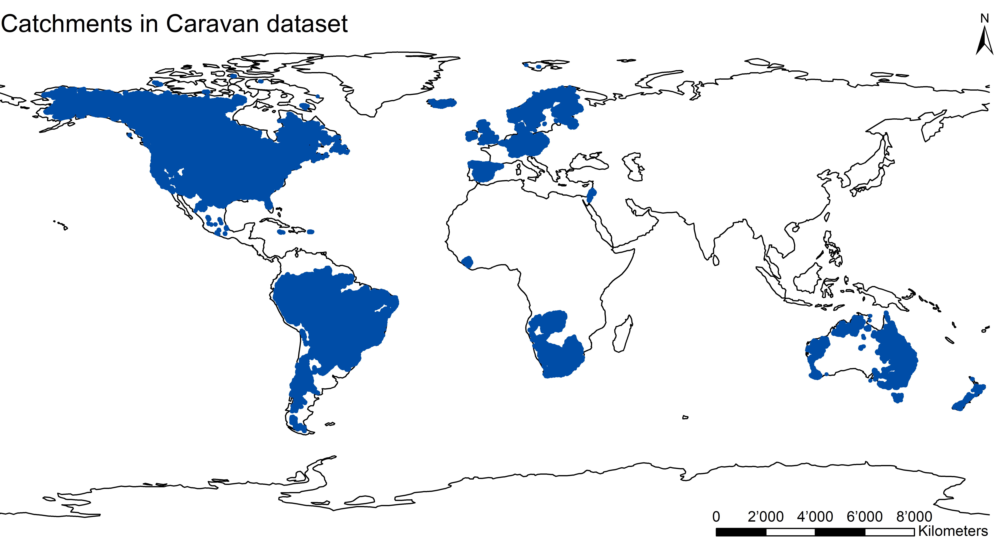 Catchments in Caravan dataset
N
0 2’000 4’000 6’000 8’000
Kilometers